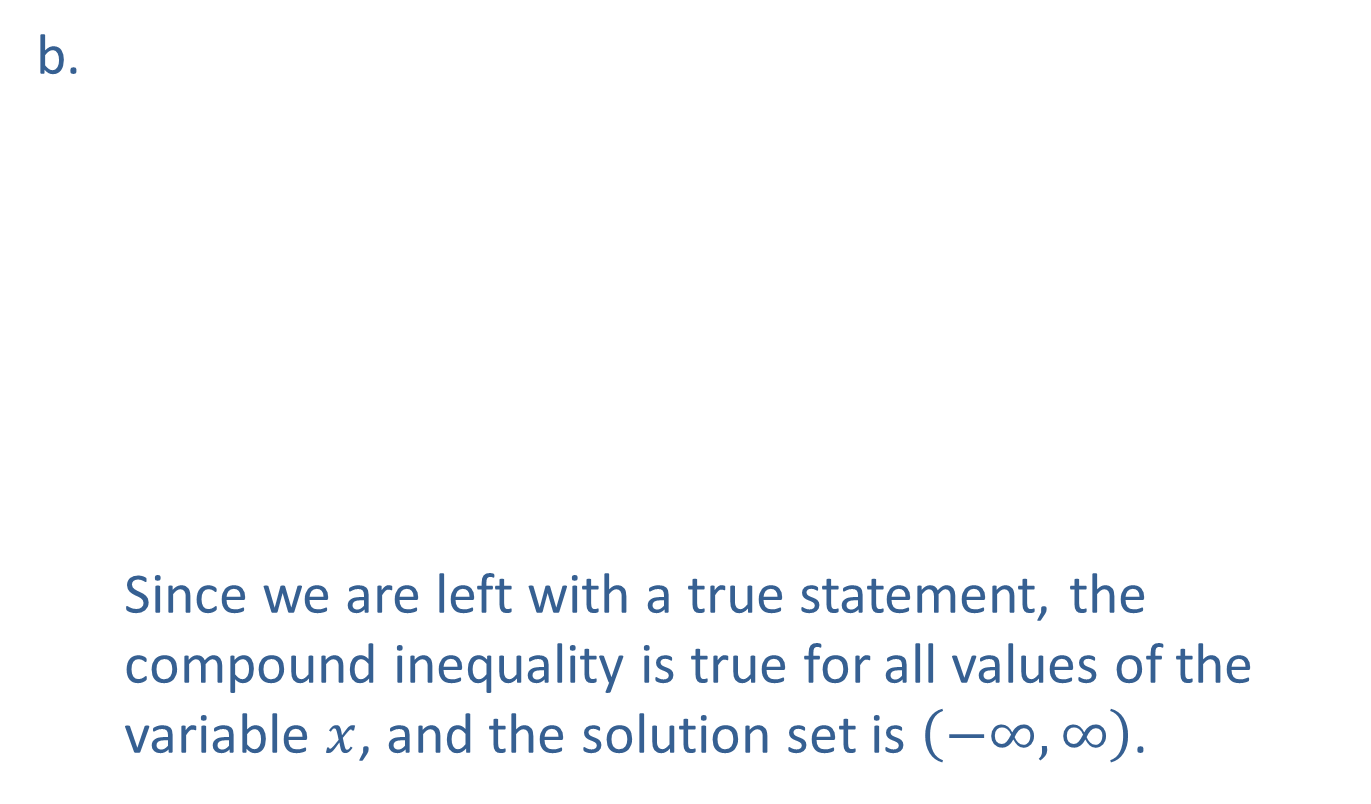 b.
Since we are left with a true statement, the
compound inequality is true for all values of the
variable 𝑥, and the solution set is (−∞, ∞).